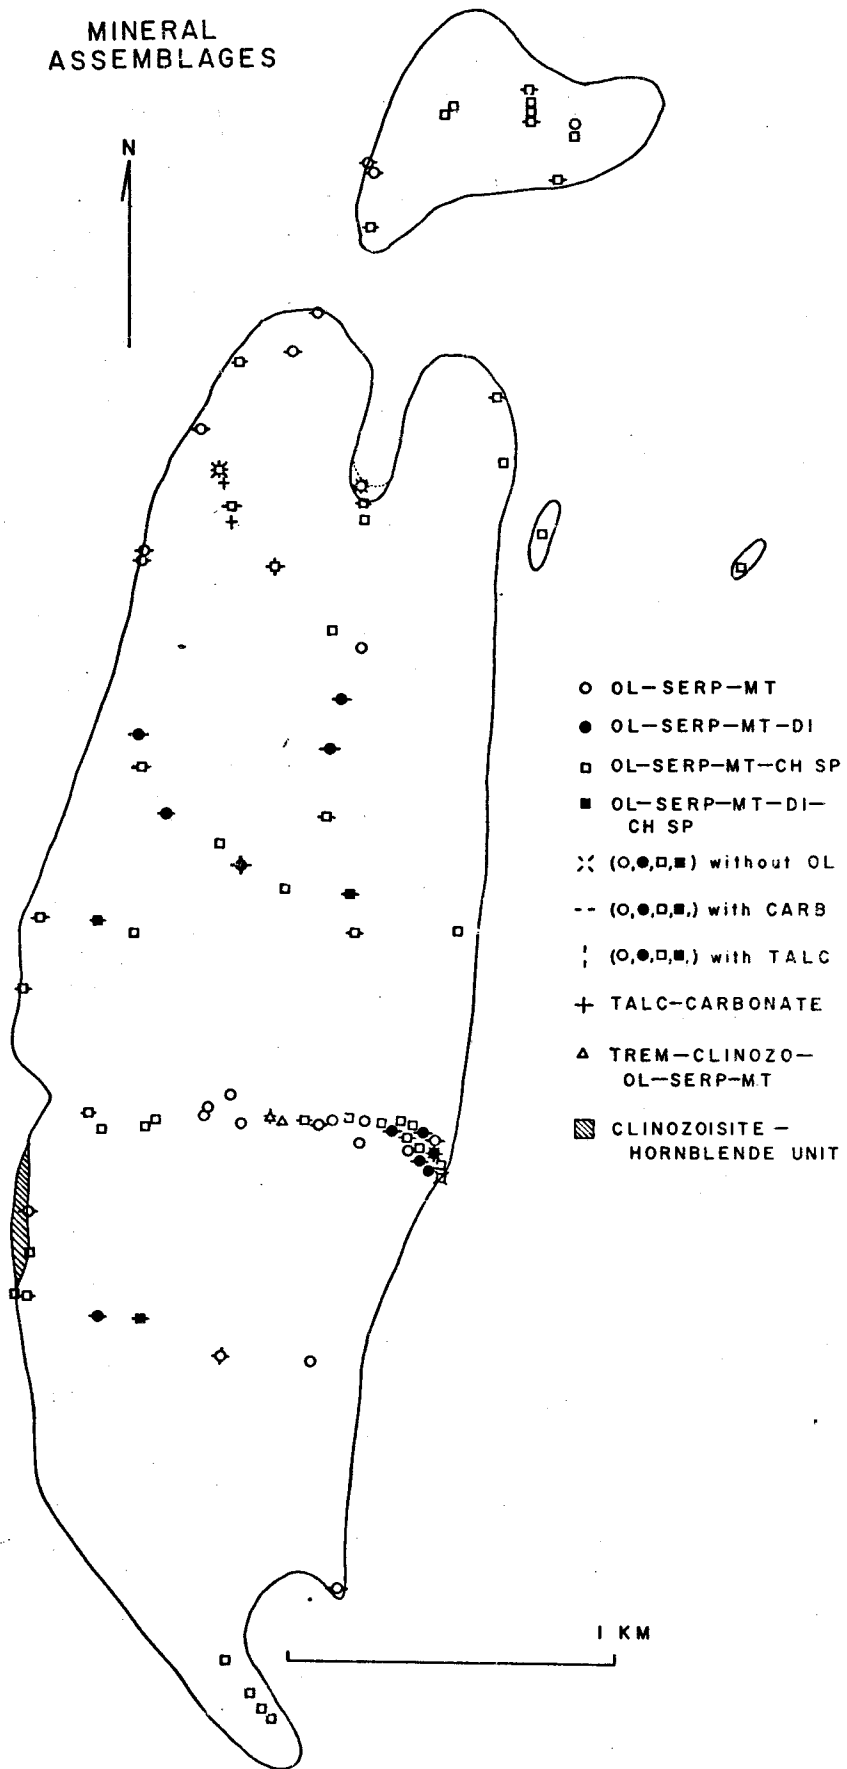 MINERAL
ASSEMBLAGES
N
OL-SERP-MT
OL-SERP-MT-DI
OL-SERP-MT-CH SP
OL-SERP-MT-DI-
CH SP
(○,●,□,■) without OL
(○,●,□,■,) with CARB
(○,●,□,■,) with TALC
TALC-CARBONATE
TREM-CLINOZO-
OL-SERP-MT
CLINOZOISITE-
HORNBLENDE UNIT
1 KM